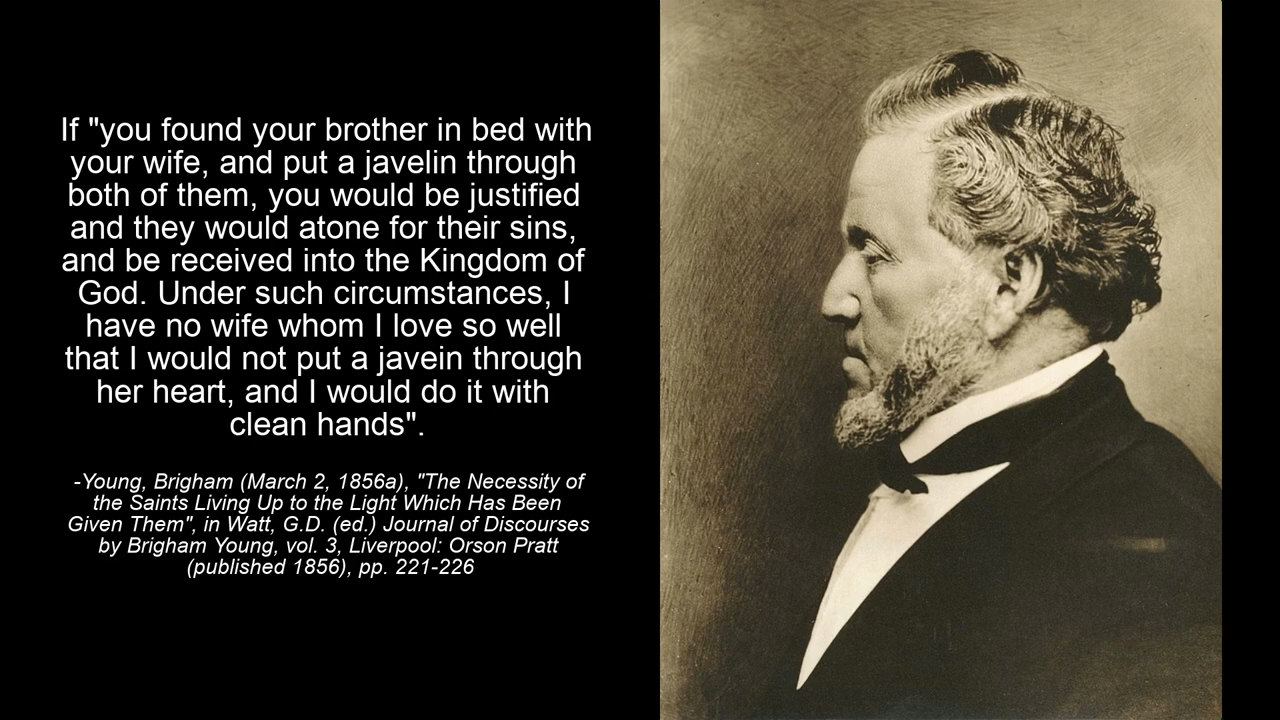 If "you found your brother in bed with
your wife, and put a javelin through
both of them, you would be justified
and they would atone for their sins,
and be received into the Kingdom of
God. Under such circumstances, I
have no wife whom I love so well
that I would not put a javein through
her heart, and I would do it with
clean hands".
-Young, Brigham (March 2, 1856a), "The Necessity of
the Saints Living Up to the Light Which Has Been
Given Them", in Watt, G.D. (ed.) Journal of Discourses
by Brigham Young, vol. 3, Liverpool: Orson Pratt
(published 1856), pp. 221-226